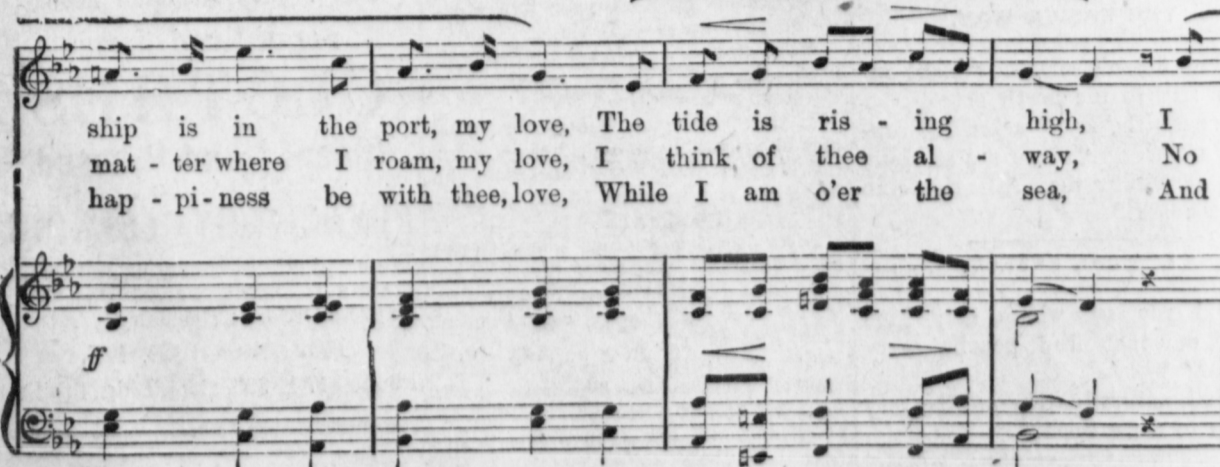 ship is in the port, my love, The tide is ris - ing high, I
mat - ter where I roam, my love, I think of thee al - way, No
hap - pi - ness be with thee, love, While I am o'er the sea, And
ff